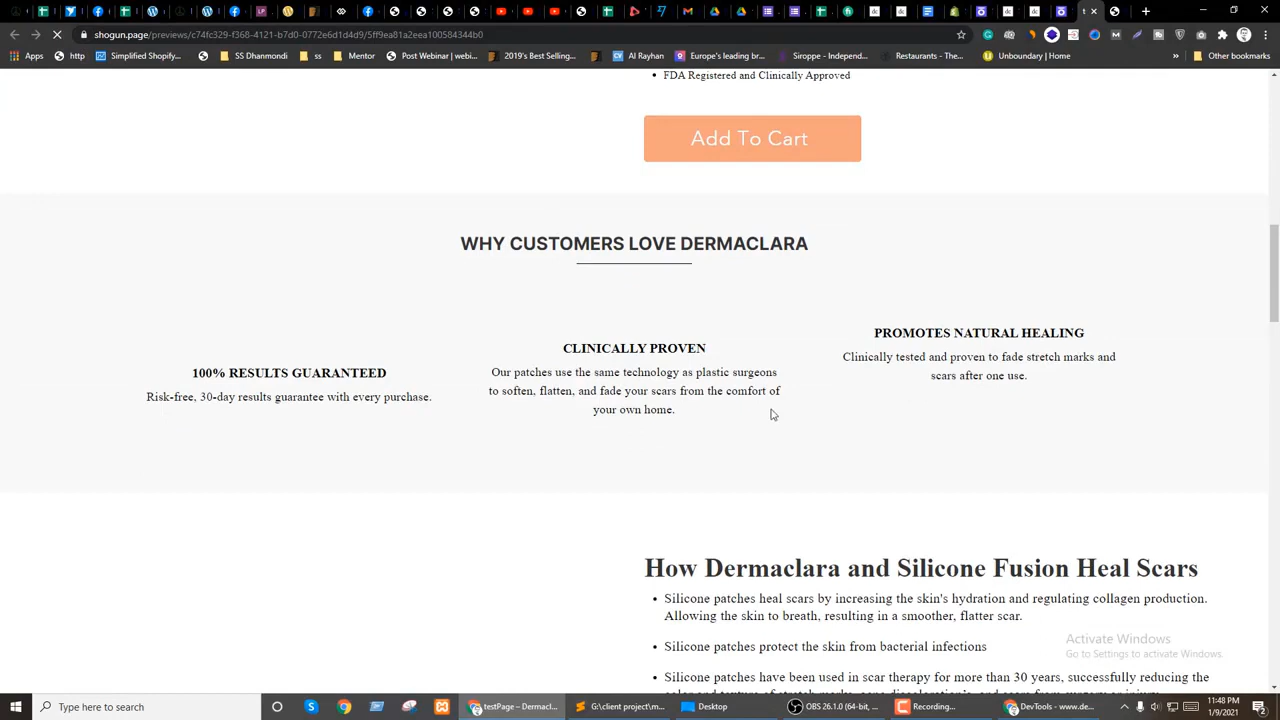 shogun.page/previews/c74fc329-f368-4121-b7d0-0772e6d1d4d9/5ff9ea81a2eea100584344b0
Apps http Simplified Shopify... SS Dhanmondi ss Mentor Post Webinar | webi... 2019's Best Selling... Al Rayhan Europe's leading br... Siroppe - Independ... Restaurants - The... Unboundary | Home » Other bookmarks
• FDA Registered and Clinically Approved
Add To Cart
WHY CUSTOMERS LOVE DERMACLARA
100% RESULTS GUARANTEED
Risk-free, 30-day results guarantee with every purchase.
CLINICALLY PROVEN
Our patches use the same technology as plastic surgeons
to soften, flatten, and fade your scars from the comfort of
your own home.
PROMOTES NATURAL HEALING
Clinically tested and proven to fade stretch marks and
scars after one use.
How Dermaclara and Silicone Fusion Heal Scars
• Silicone patches heal scars by increasing the skin's hydration and regulating collagen production.
Allowing the skin to breath, resulting in a smoother, flatter scar.
• Silicone patches protect the skin from bacterial infections
• Silicone patches have been used in scar therapy for more than 30 years, successfully reducing the
Activate Windows
Go to Settings to activate Windows.
Type here to search
testPage – Dermacl... G:\client project\m... Desktop OBS 26.1.0 (64-bit, ... Recording... DevTools - www.de...
11:48 PM
1/9/2021